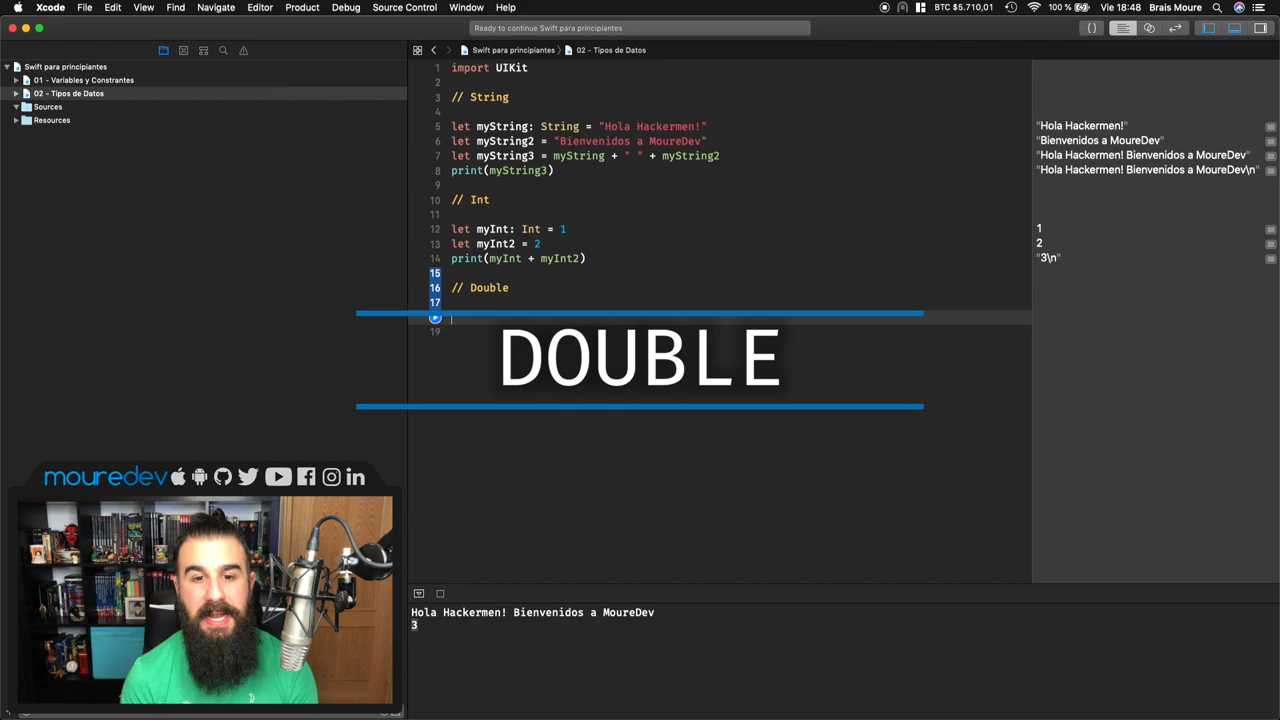 Xcode File Edit View Find Navigate Editor Product Debug Source Control Window Help
BTC $5.710,01 100 % Vie 18:48 Brais Moure
Ready to continue Swift para principiantes
Swift para principiantes
01 - Variables y Constrantes
02 - Tipos de Datos
Sources
Resources
Swift para principiantes 02 - Tipos de Datos
1 import UIKit
2
3 // String
4
5 let myString: String = "Hola Hackermen!"
6 let myString2 = "Bienvenidos a MoureDev"
7 let myString3 = myString + " " + myString2
8 print(myString3)
9
10 // Int
11
12 let myInt: Int = 1
13 let myInt2 = 2
14 print(myInt + myInt2)
15
16 // Double
17
19
"Hola Hackermen!"
"Bienvenidos a MoureDev"
"Hola Hackermen! Bienvenidos a MoureDev"
"Hola Hackermen! Bienvenidos a MoureDev\n"
1
2
"3\n"
DOUBLE
mouredev
Hola Hackermen! Bienvenidos a MoureDev
3